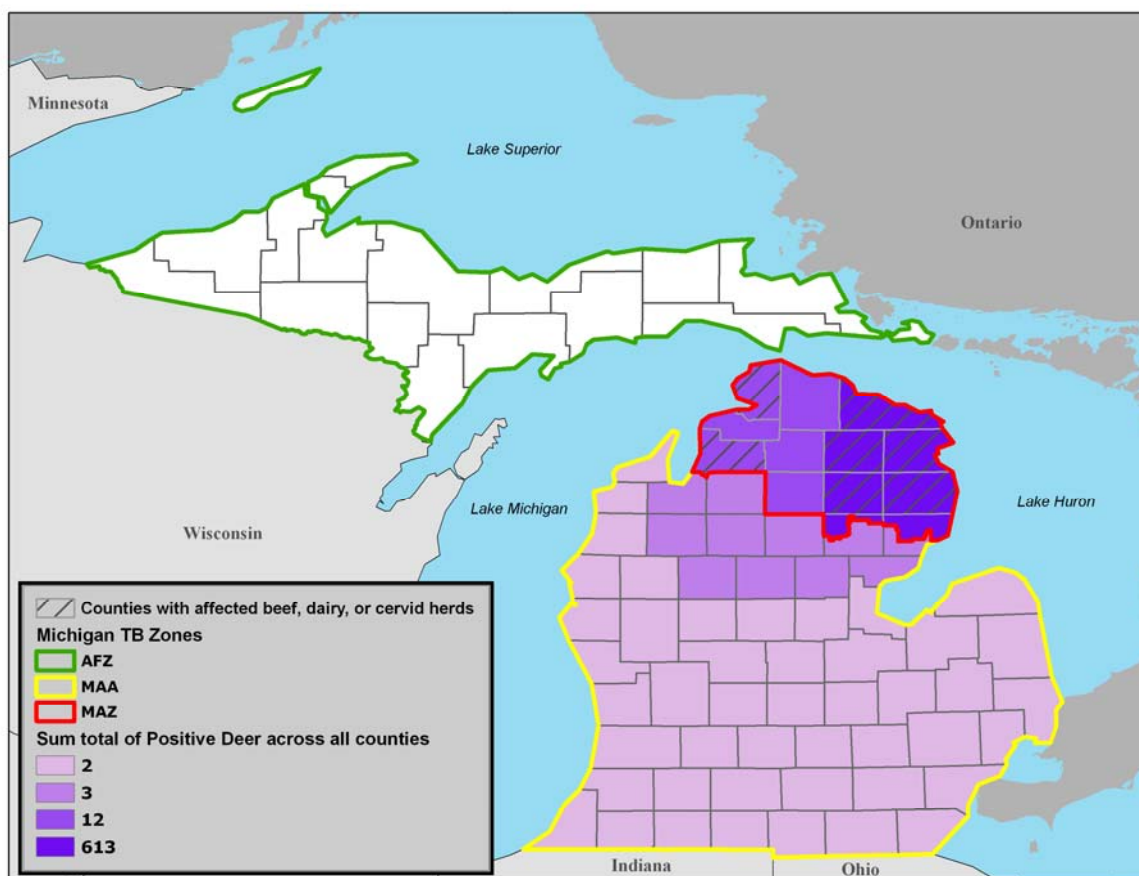 Minnesota
Lake Superior
Ontario
Lake Michigan
Lake Huron
Wisconsin
Counties with affected beef, dairy, or cervid herds
Michigan TB Zones
AFZ
MAA
MAZ
Sum total of Positive Deer across all counties
2
3
12
613
Indiana
Ohio